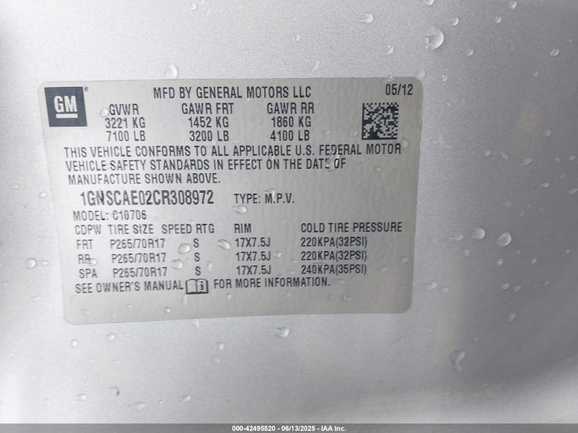 MFD BY GENERAL MOTORS LLC 05/12
GM
GVWR GAWR FRT GAWR RR
3221 KG 1452 KG 1860 KG
7100 LB 3200 LB 4100 LB
THIS VEHICLE CONFORMS TO ALL APPLICABLE U.S. FEDERAL MOTOR
VEHICLE SAFETY STANDARDS IN EFFECT ON THE DATE OF
MANUFACTURE SHOWN ABOVE.
1GNSCAE02CR308972 TYPE: M.P.V.
MODEL: C10706
CDPW TIRE SIZE SPEED RTG RIM COLD TIRE PRESSURE
FRT P265/70R17 S 17X7.5J 220KPA(32PSI)
RR P265/70R17 S 17X7.5J 220KPA(32PSI)
SPA P265/70R17 S 17X7.5J 240KPA(35PSI)
SEE OWNER'S MANUAL FOR MORE INFORMATION.
000-42495820 - 06/13/2025 - IAA Inc.